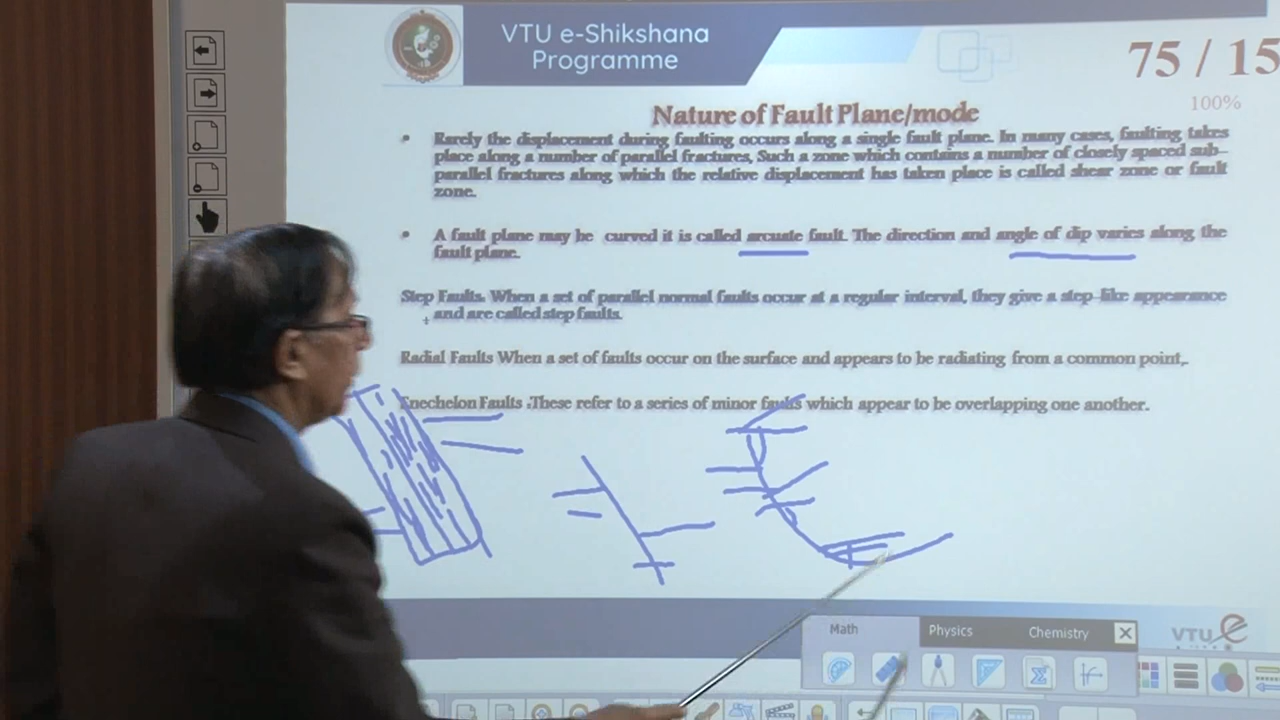 VTU e-Shikshana
Programme
75 / 15
100%
Nature of Fault Plane/mode
• Rarely the displacement during faulting occurs along a single fault plane. In many cases, faulting takes
place along a number of parallel fractures, Such a zone which contains a number of closely spaced sub-
parallel fractures along which the relative displacement has taken place is called shear zone or fault
zone.
• A fault plane may be curved it is called arcuate fault. The direction and angle of dip varies along the
fault plane.
Step Faults. When a set of parallel normal faults occur at a regular interval, they give a step-like appearance
and are called step faults.
Radial Faults When a set of faults occur on the surface and appears to be radiating from a common point,.
Enechelon Faults .These refer to a series of minor faults which appear to be overlapping one another.
Math Physics Chemistry
VTU e